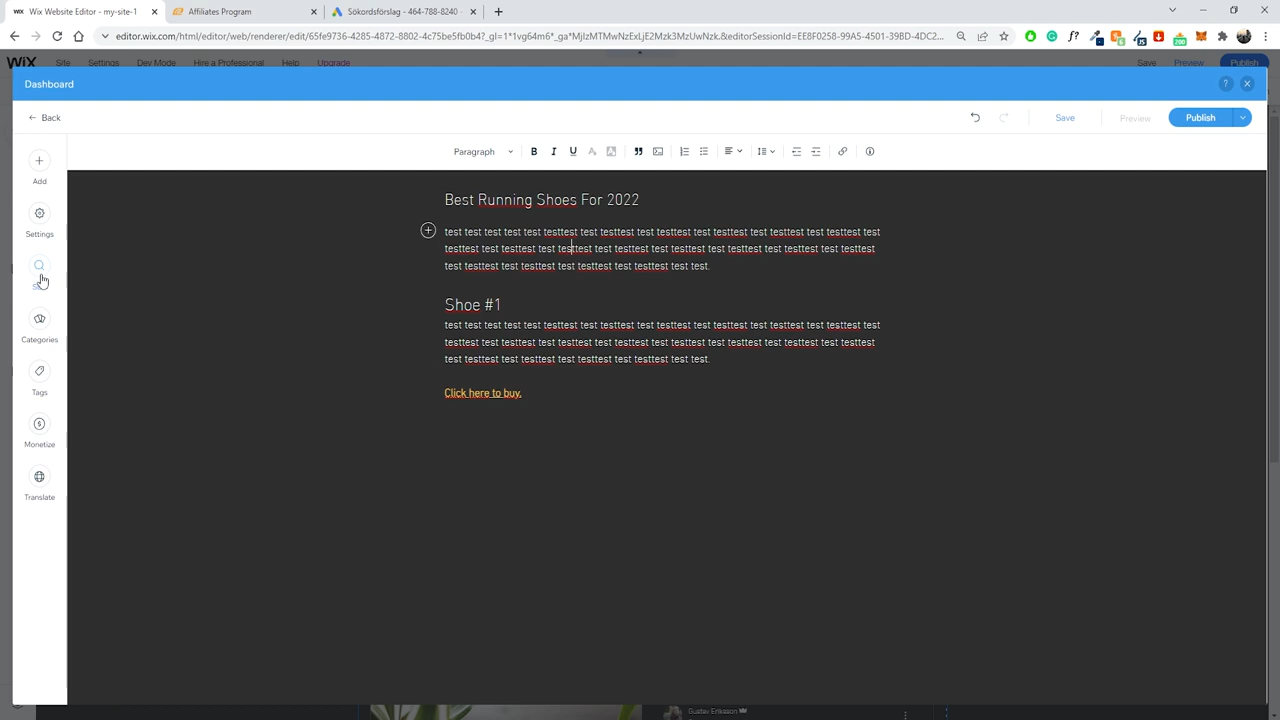 Wix Website Editor - my-site-1
Affiliates Program
Sökordsförslag - 464-788-8240 -
editor.wix.com/html/editor/web/renderer/edit/65fe9736-4285-4872-8802-4c75be5fb0b4?_gl=1*1vg64m6*_ga*MjIzMTMwNzExLjE2Mzk3MzUwNzk.&editorSessionId=EE8F0258-99A5-4501-39BD-4DC2...
WiX Site Settings Dev Mode Hire a Professional Help Upgrade Save Preview Publish
Dashboard
Back
Save Preview Publish
Paragraph
Add
Settings
Categories
Tags
Monetize
Translate
Best Running Shoes For 2022
test test test test test testtest test testtest test testtest test testtest test testtest test testtest test
testtest test testtest test testtest test testtest test testtest test testtest test testtest test testtest
test testtest test testtest test testtest test testtest test test.
Shoe #1
test test test test test testtest test testtest test testtest test testtest test testtest test testtest test
testtest test testtest test testtest test testtest test testtest test testtest test testtest test testtest
test testtest test testtest test testtest test testtest test test.
Click here to buy.
Gustav Eriksson